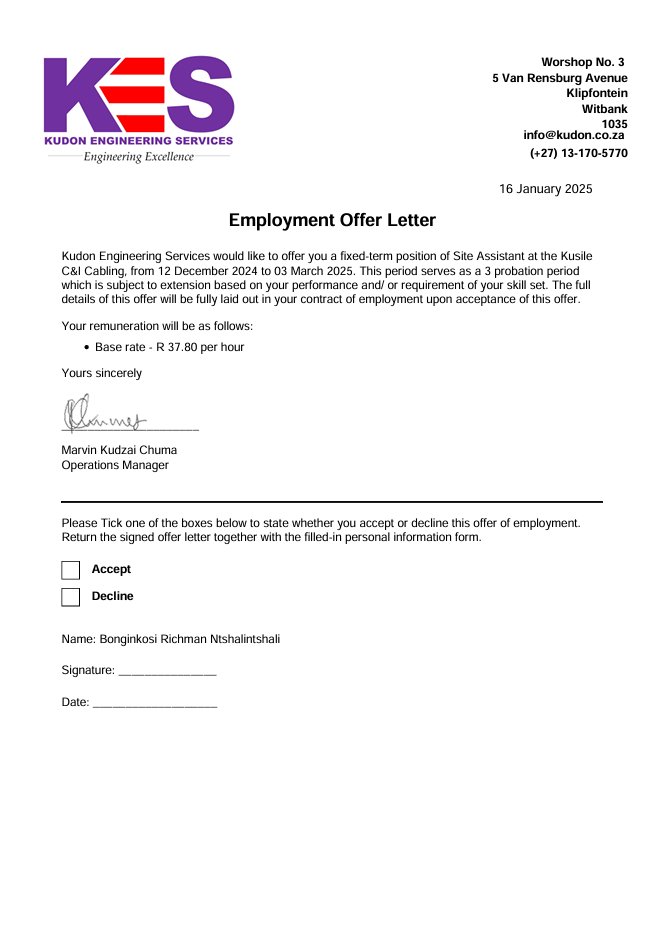 KES
KUDON ENGINEERING SERVICES
Engineering Excellence
Worshop No. 3
5 Van Rensburg Avenue
Klipfontein
Witbank
1035
info@kudon.co.za
(+27) 13-170-5770
16 January 2025
Employment Offer Letter
Kudon Engineering Services would like to offer you a fixed-term position of Site Assistant at the Kusile
C&I Cabling, from 12 December 2024 to 03 March 2025. This period serves as a 3 probation period
which is subject to extension based on your performance and/ or requirement of your skill set. The full
details of this offer will be fully laid out in your contract of employment upon acceptance of this offer.
Your remuneration will be as follows:
• Base rate - R 37.80 per hour
Yours sincerely
Marvin Kudzai Chuma
Operations Manager
Please Tick one of the boxes below to state whether you accept or decline this offer of employment.
Return the signed offer letter together with the filled-in personal information form.
Accept
Decline
Name: Bonginkosi Richman Ntshalintshali
Signature: _______________
Date: ___________________